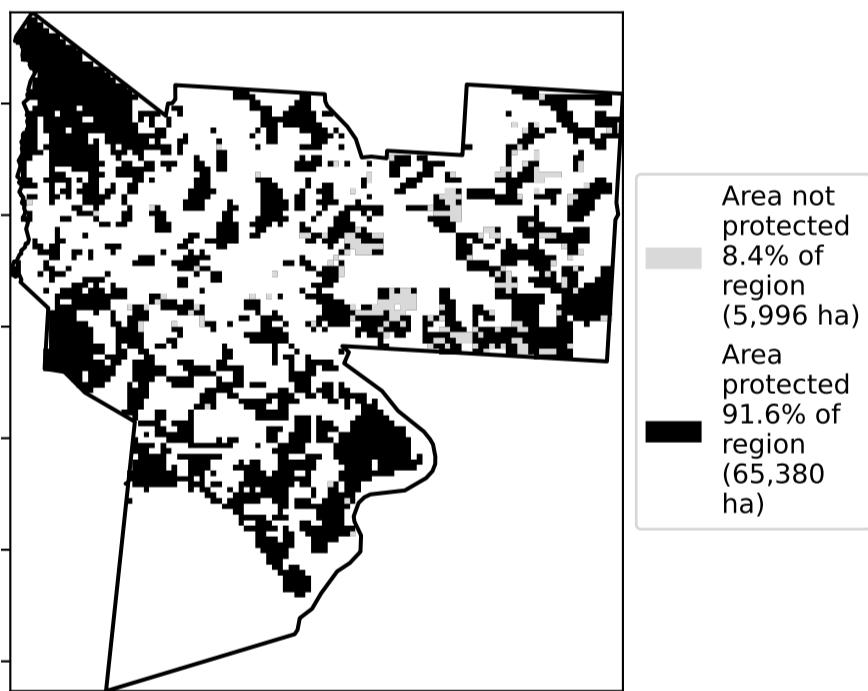 Area not
protected
8.4% of
region
(5,996 ha)
Area
protected
91.6% of
region
(65,380
ha)